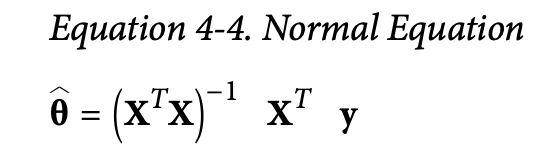 Equation 4-4. Normal Equation
θ̂ = (XᵀX)⁻¹ Xᵀ y